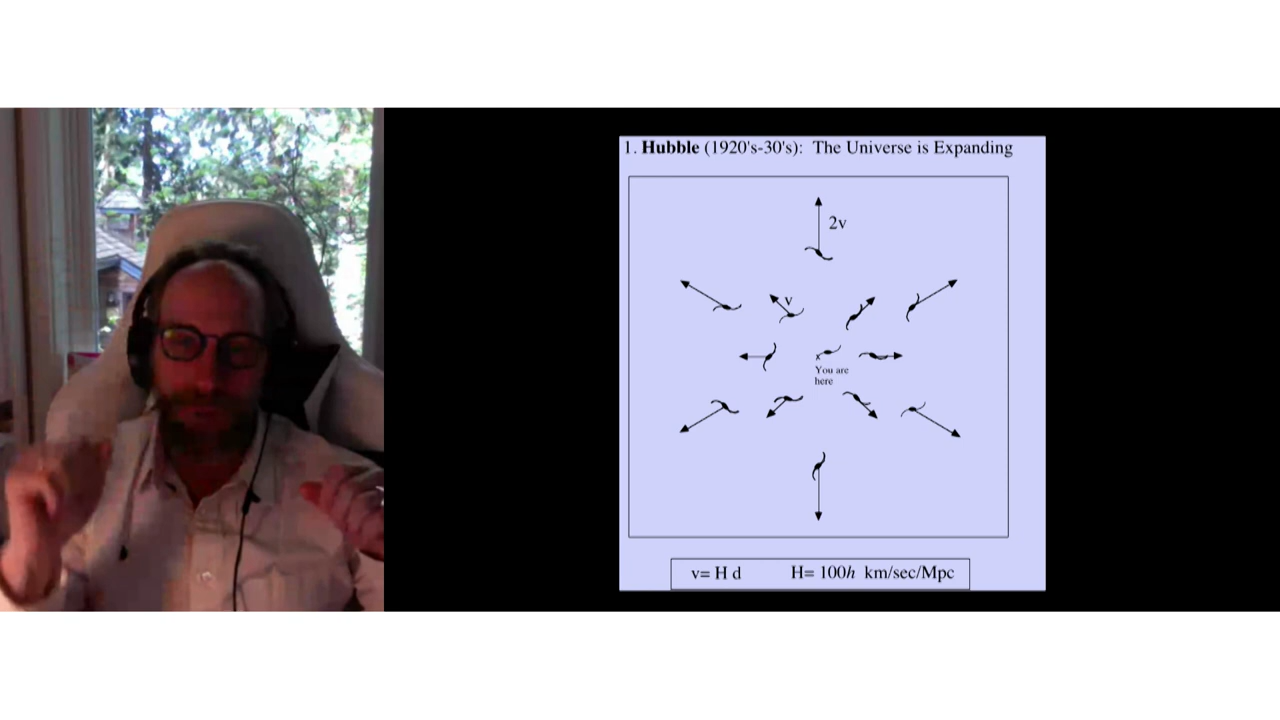 1. Hubble (1920's-30's): The Universe is Expanding
2v
v
x
You are
here
v= H d H= 100h km/sec/Mpc